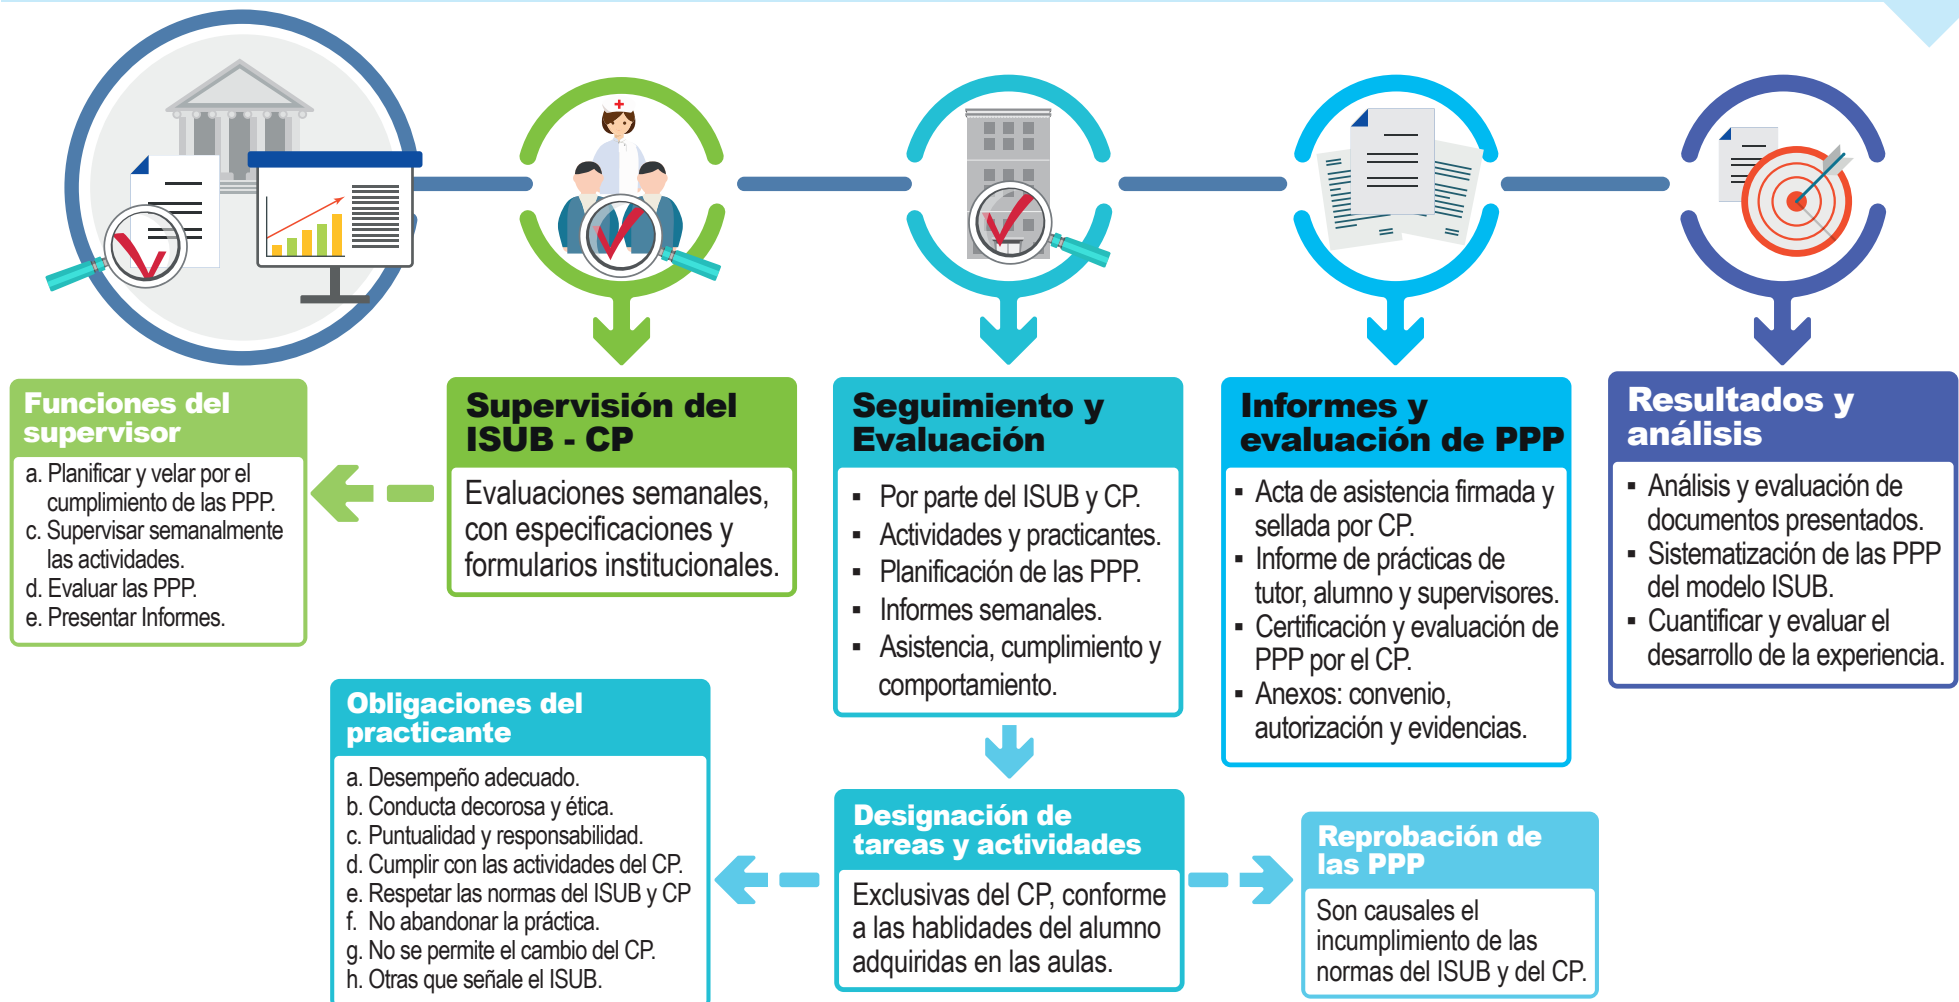 Funciones del
supervisor
a. Planificar y velar por el
cumplimiento de las PPP.
c. Supervisar semanalmente
las actividades.
d. Evaluar las PPP.
e. Presentar Informes.
Supervisión del
ISUB - CP
Evaluaciones semanales,
con especificaciones y
formularios institucionales.
Seguimiento y
Evaluación
▪ Por parte del ISUB y CP.
▪ Actividades y practicantes.
▪ Planificación de las PPP.
▪ Informes semanales.
▪ Asistencia, cumplimiento y
comportamiento.
Informes y
evaluación de PPP
▪ Acta de asistencia firmada y
sellada por CP.
▪ Informe de prácticas de
tutor, alumno y supervisores.
▪ Certificación y evaluación de
PPP por el CP.
▪ Anexos: convenio,
autorización y evidencias.
Resultados y
análisis
▪ Análisis y evaluación de
documentos presentados.
▪ Sistematización de las PPP
del modelo ISUB.
▪ Cuantificar y evaluar el
desarrollo de la experiencia.
Obligaciones del
practicante
a. Desempeño adecuado.
b. Conducta decorosa y ética.
c. Puntualidad y responsabilidad.
d. Cumplir con las actividades del CP.
e. Respetar las normas del ISUB y CP
f. No abandonar la práctica.
g. No se permite el cambio del CP.
h. Otras que señale el ISUB.
Designación de
tareas y actividades
Exclusivas del CP, conforme
a las hablidades del alumno
adquiridas en las aulas.
Reprobación de
las PPP
Son causales el
incumplimiento de las
normas del ISUB y del CP.